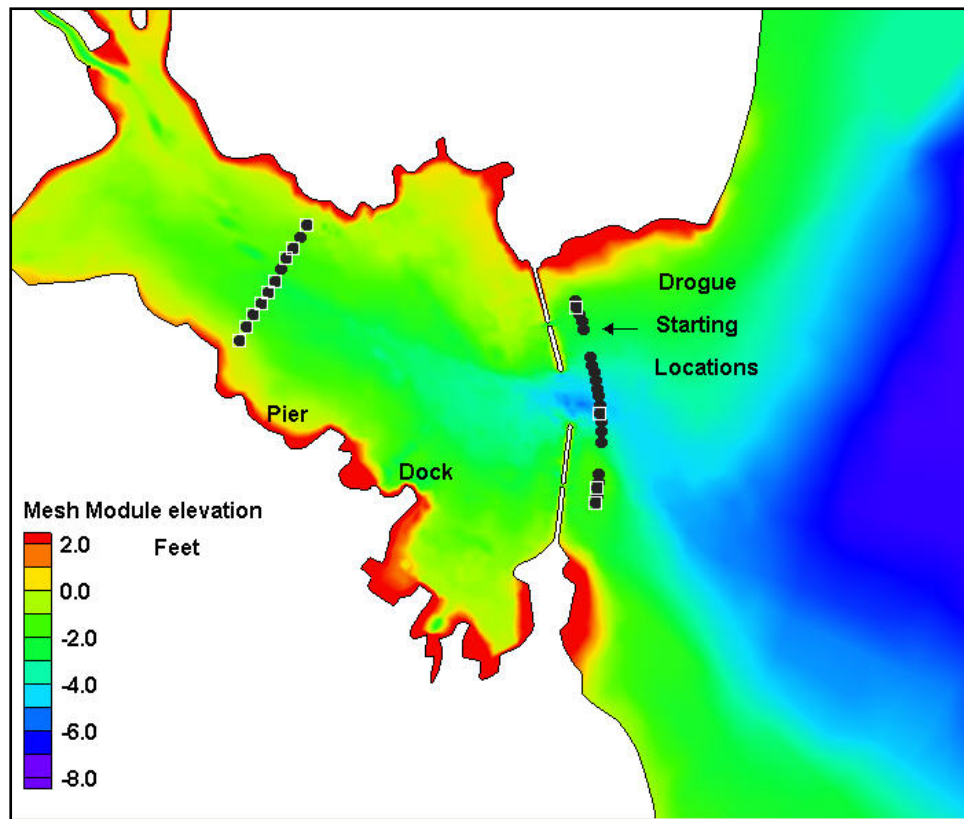 Drogue
Starting
Locations
Pier
Dock
Mesh Module elevation
Feet
2.0
0.0
-2.0
-4.0
-6.0
-8.0